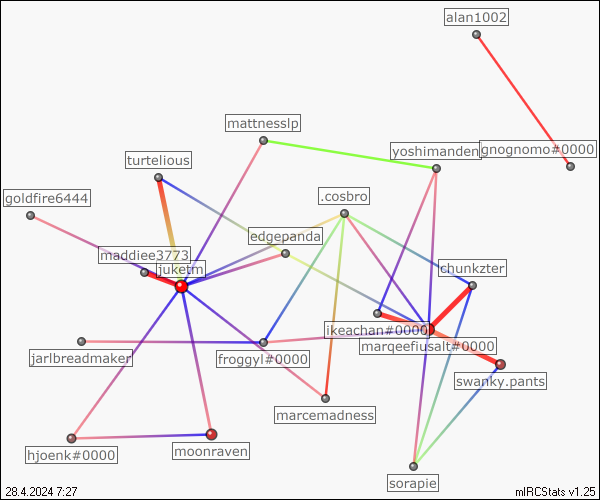 alan1002
mattnesslp
gnognomo#0000
yoshimanden
turtelious
goldfire6444
.cosbro
edgepanda
maddiee3773
juketm
chunkzter
ikeachan#0000
marqeefiusalt#0000
jarlbreadmaker
froggyl#0000
swanky.pants
marcemadness
hjoenk#0000
moonraven
sorapie
28.4.2024 7:27
mIRCStats v1.25